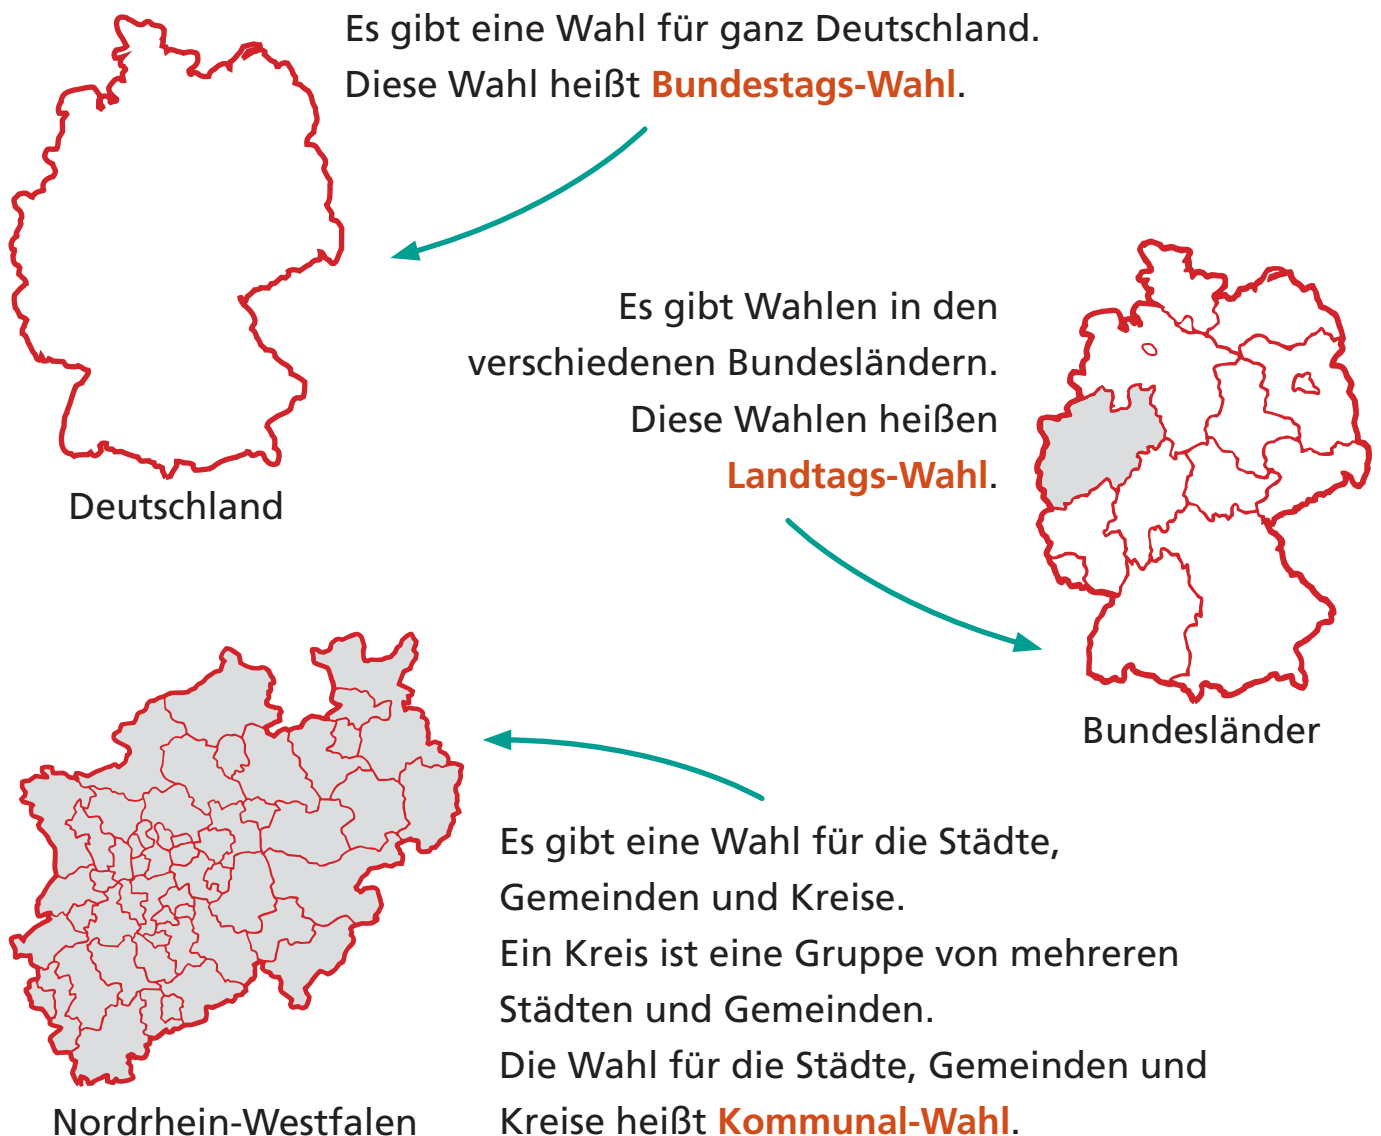 Es gibt eine Wahl für ganz Deutschland.
Diese Wahl heißt Bundestags-Wahl.
Deutschland
Es gibt Wahlen in den
verschiedenen Bundesländern.
Diese Wahlen heißen
Landtags-Wahl.
Bundesländer
Es gibt eine Wahl für die Städte,
Gemeinden und Kreise.
Ein Kreis ist eine Gruppe von mehreren
Städten und Gemeinden.
Die Wahl für die Städte, Gemeinden und
Kreise heißt Kommunal-Wahl.
Nordrhein-Westfalen